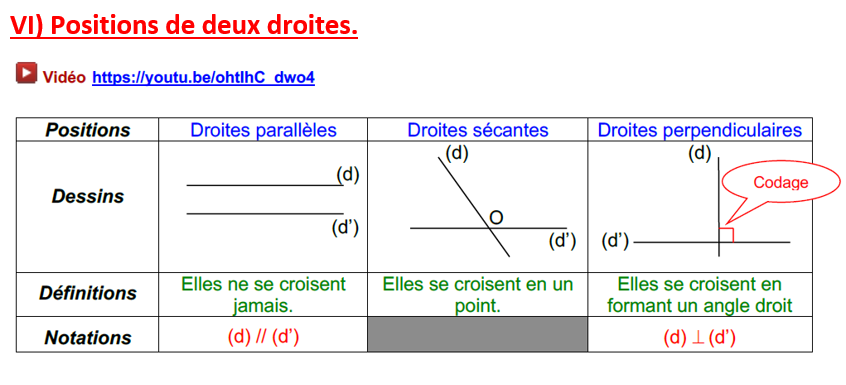 VI) Positions de deux droites.
Vidéo https://youtu.be/ohtIhC_dwo4
Positions Droites parallèles Droites sécantes Droites perpendiculaires
Dessins
(d)
(d')
(d)
O
(d')
(d)
Codage
(d')
Définitions
Elles ne se croisent
jamais.
Elles se croisent en un
point.
Elles se croisent en
formant un angle droit
Notations (d) // (d') (d) ⊥ (d')